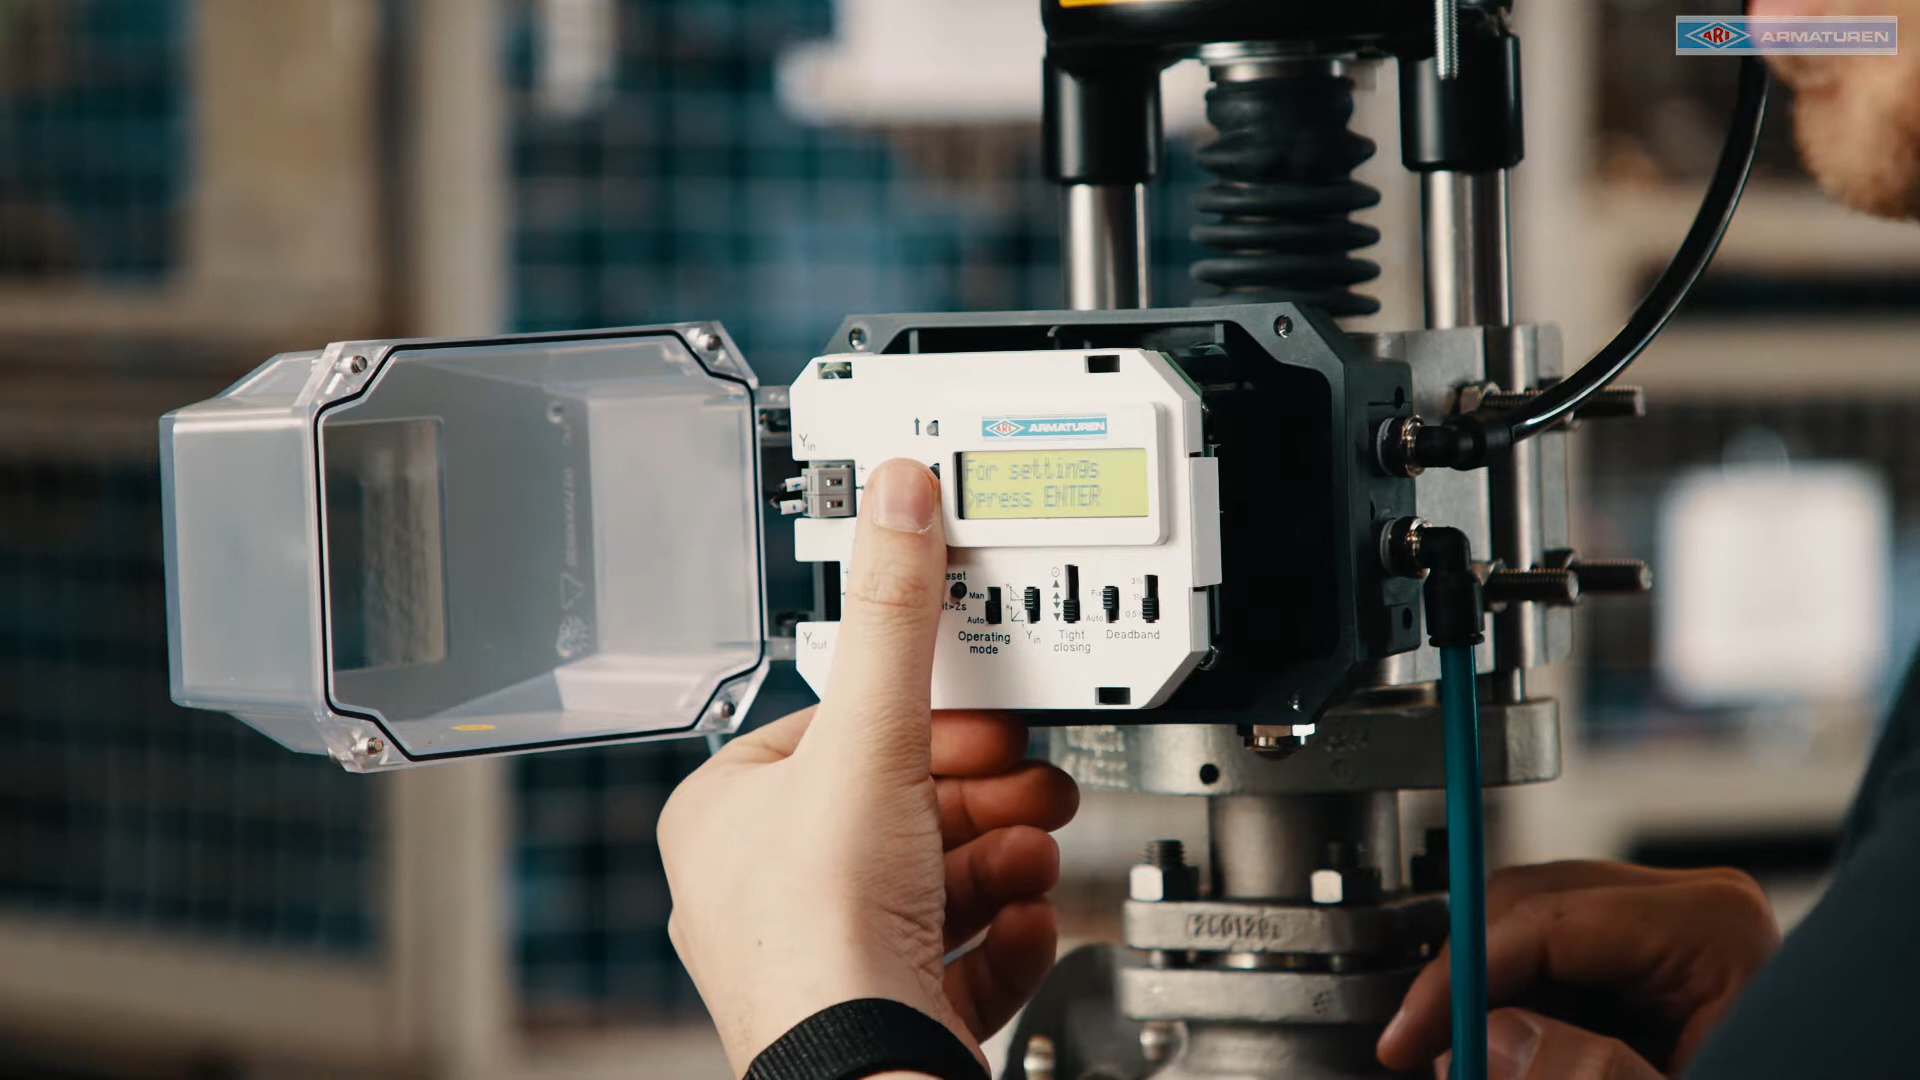 ARI ARMATUREN
ARI ARMATUREN
Yin
For settings
>press ENTER
Man
Auto
Fix
Auto
Operating
mode
Yin
Tight
closing
Deadband
Yout